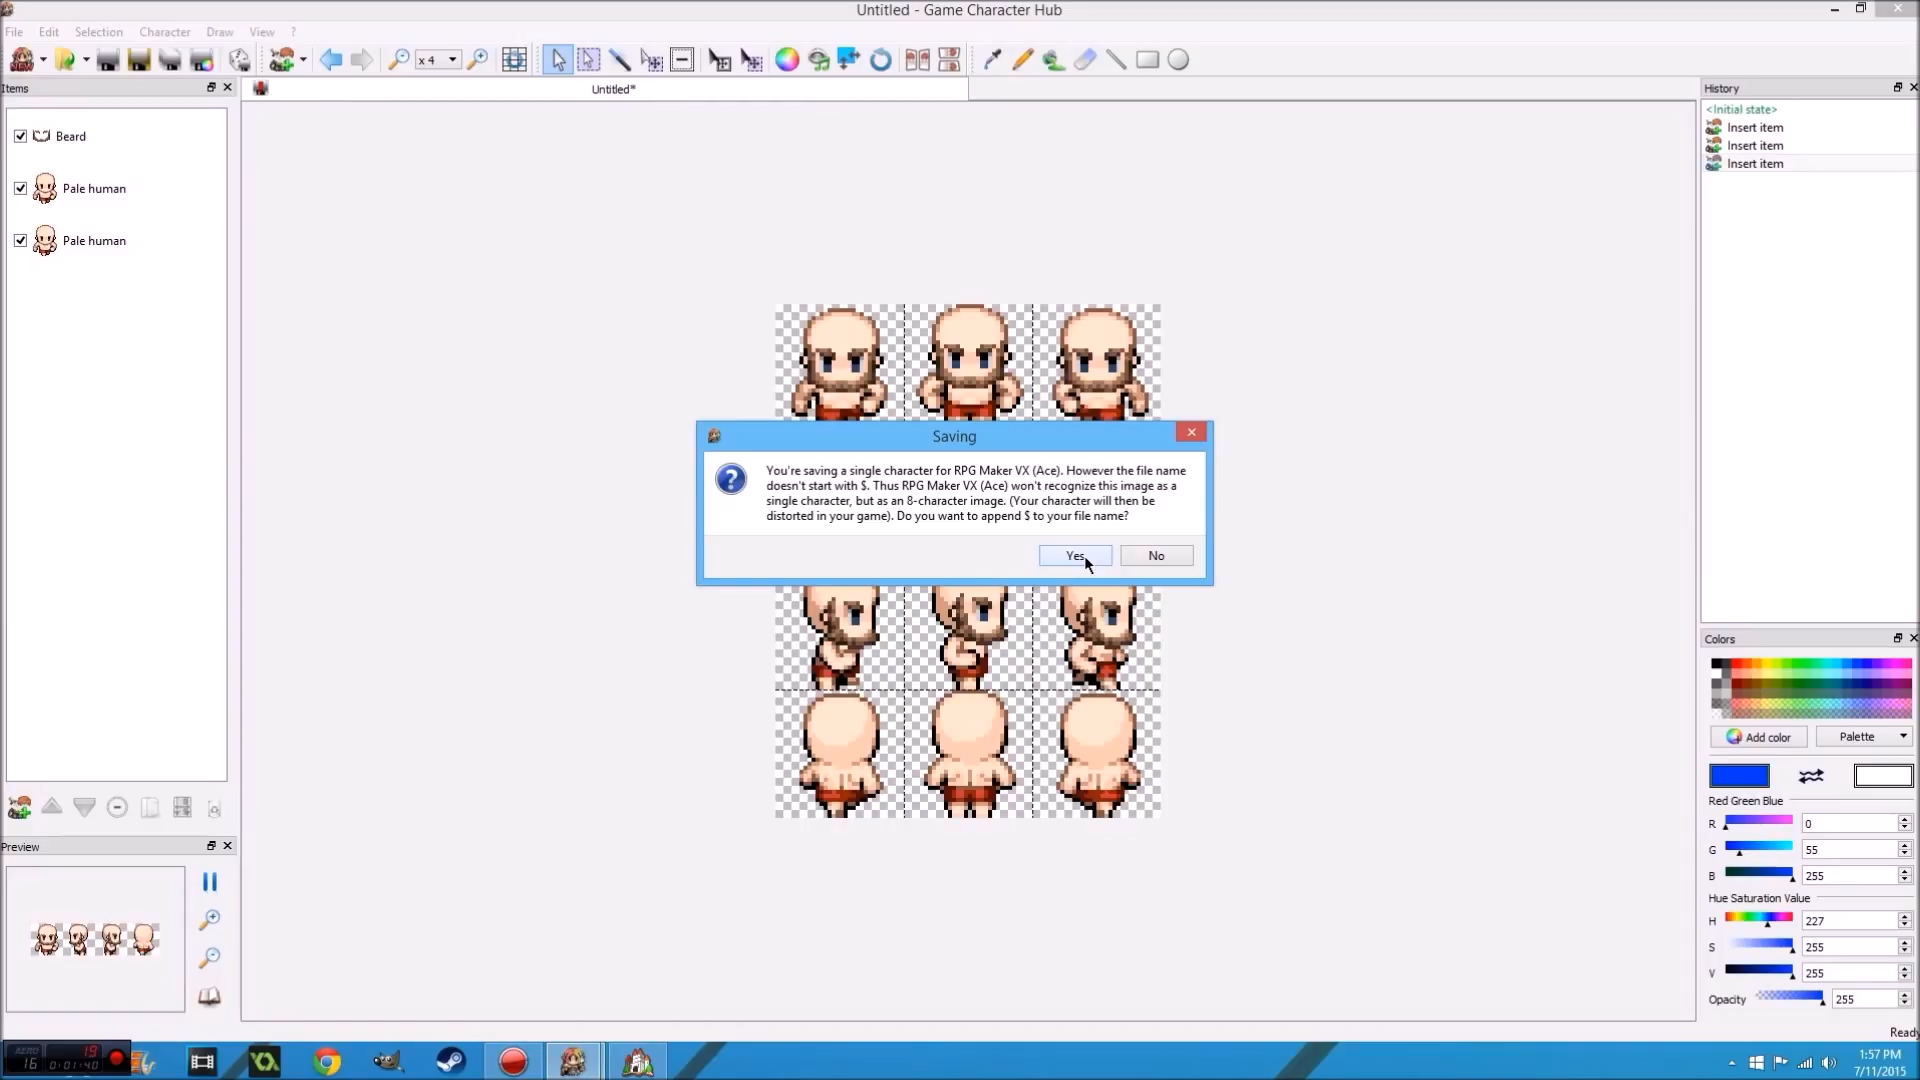 Untitled - Game Character Hub
File Edit Selection Character Draw View ?
x 4
Items
Untitled*
History
Beard
Pale human
Pale human
<Initial state>
Insert item
Insert item
Insert item
Saving
You're saving a single character for RPG Maker VX (Ace). However the file name
doesn't start with $. Thus RPG Maker VX (Ace) won't recognize this image as a
single character, but as an 8-character image. (Your character will then be
distorted in your game). Do you want to append $ to your file name?
Yes No
Colors
Add color Palette
Red Green Blue
R 0
G 55
B 255
Hue Saturation Value
H 227
S 255
V 255
Opacity 255
Preview
Ready
16 19
0:01:40
1:57 PM
7/11/2015